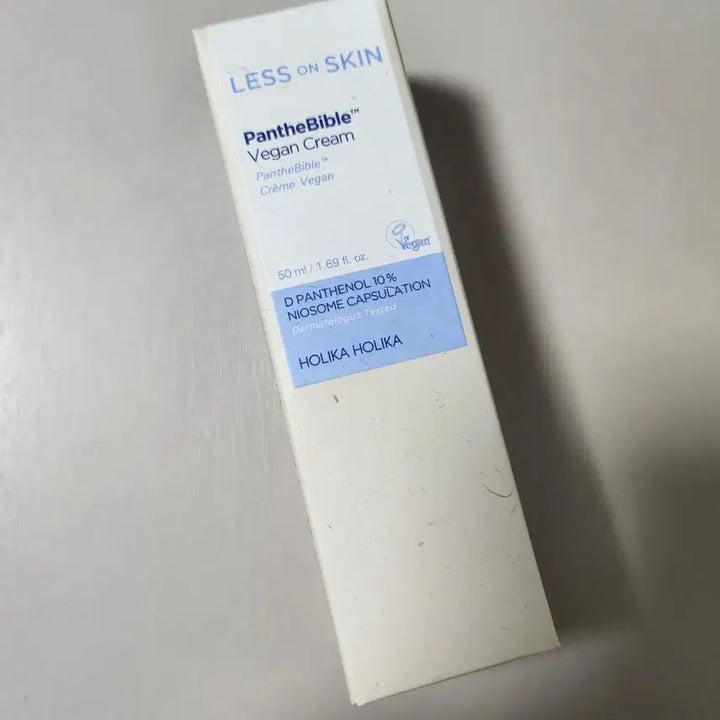 LESS ON SKIN
PantheBible™
Vegan Cream
PantheBible™
Crème Vegan
Vegan
50 ml / 1.69 fl. oz.
D PANTHENOL 10 %
NIOSOME CAPSULATION
Dermatologist Tested
HOLIKA HOLIKA